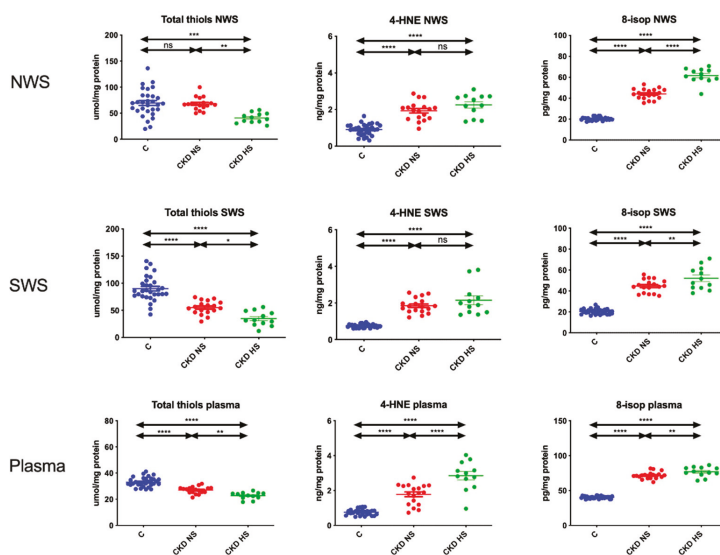 Total thiols NWS
4-HNE NWS
8-isop NWS
NWS
umol/mg protein
200
150
100
50
0
***
ns
**
C
CKD NS
CKD HS
ng/mg protein
6
4
2
0
****
****
ns
C
CKD NS
CKD HS
pg/mg protein
100
80
60
40
20
0
****
****
****
C
CKD NS
CKD HS
Total thiols SWS
4-HNE SWS
8-isop SWS
SWS
umol/mg protein
200
150
100
50
0
****
****
*
C
CKD NS
CKD HS
ng/mg protein
6
4
2
0
****
****
ns
C
CKD NS
CKD HS
pg/mg protein
100
80
60
40
20
0
****
****
**
C
CKD NS
CKD HS
Total thiols plasma
4-HNE plasma
8-isop plasma
Plasma
umol/mg protein
80
60
40
20
0
****
****
**
C
CKD NS
CKD HS
ng/mg protein
6
4
2
0
****
****
****
C
CKD NS
CKD HS
pg/mg protein
150
100
50
0
****
****
**
C
CKD NS
CKD HS